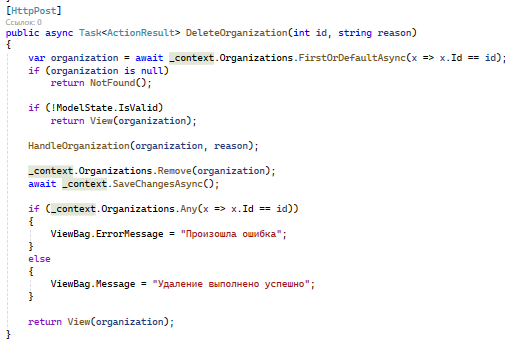 [HttpPost]
Ссылок: 0
public async Task<ActionResult> DeleteOrganization(int id, string reason)
{
    var organization = await _context.Organizations.FirstOrDefaultAsync(x => x.Id == id);
    if (organization is null)
        return NotFound();

    if (!ModelState.IsValid)
        return View(organization);

    HandleOrganization(organization, reason);

    _context.Organizations.Remove(organization);
    await _context.SaveChangesAsync();

    if (_context.Organizations.Any(x => x.Id == id))
    {
        ViewBag.ErrorMessage = "Произошла ошибка";
    }
    else
    {
        ViewBag.Message = "Удаление выполнено успешно";
    }

    return View(organization);
}